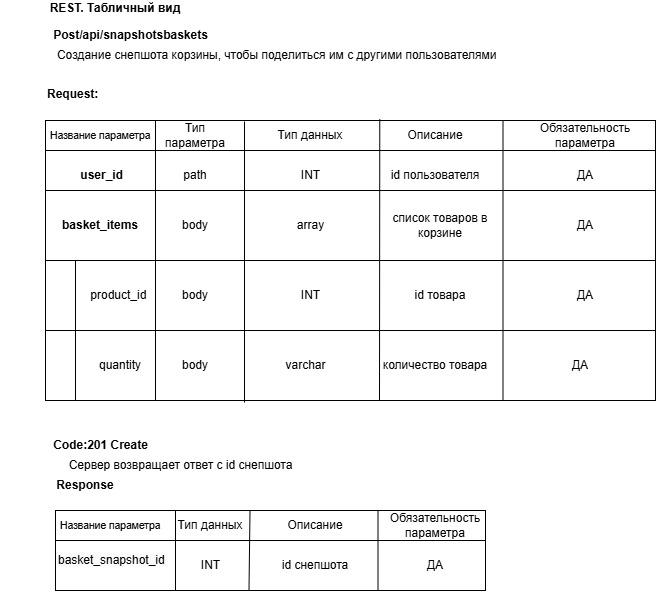 REST. Табличный вид
Post/api/snapshotsbaskets
Создание снепшота корзины, чтобы поделиться им с другими пользователями
Request:
Название параметра Тип параметра Тип данных Описание Обязательность параметра
user_id path INT id пользователя ДА
basket_items body array список товаров в корзине ДА
product_id body INT id товара ДА
quantity body varchar количество товара ДА
Code:201 Create
Сервер возвращает ответ с id снепшота
Response
Название параметра Тип данных Описание Обязательность параметра
basket_snapshot_id INT id снепшота ДА